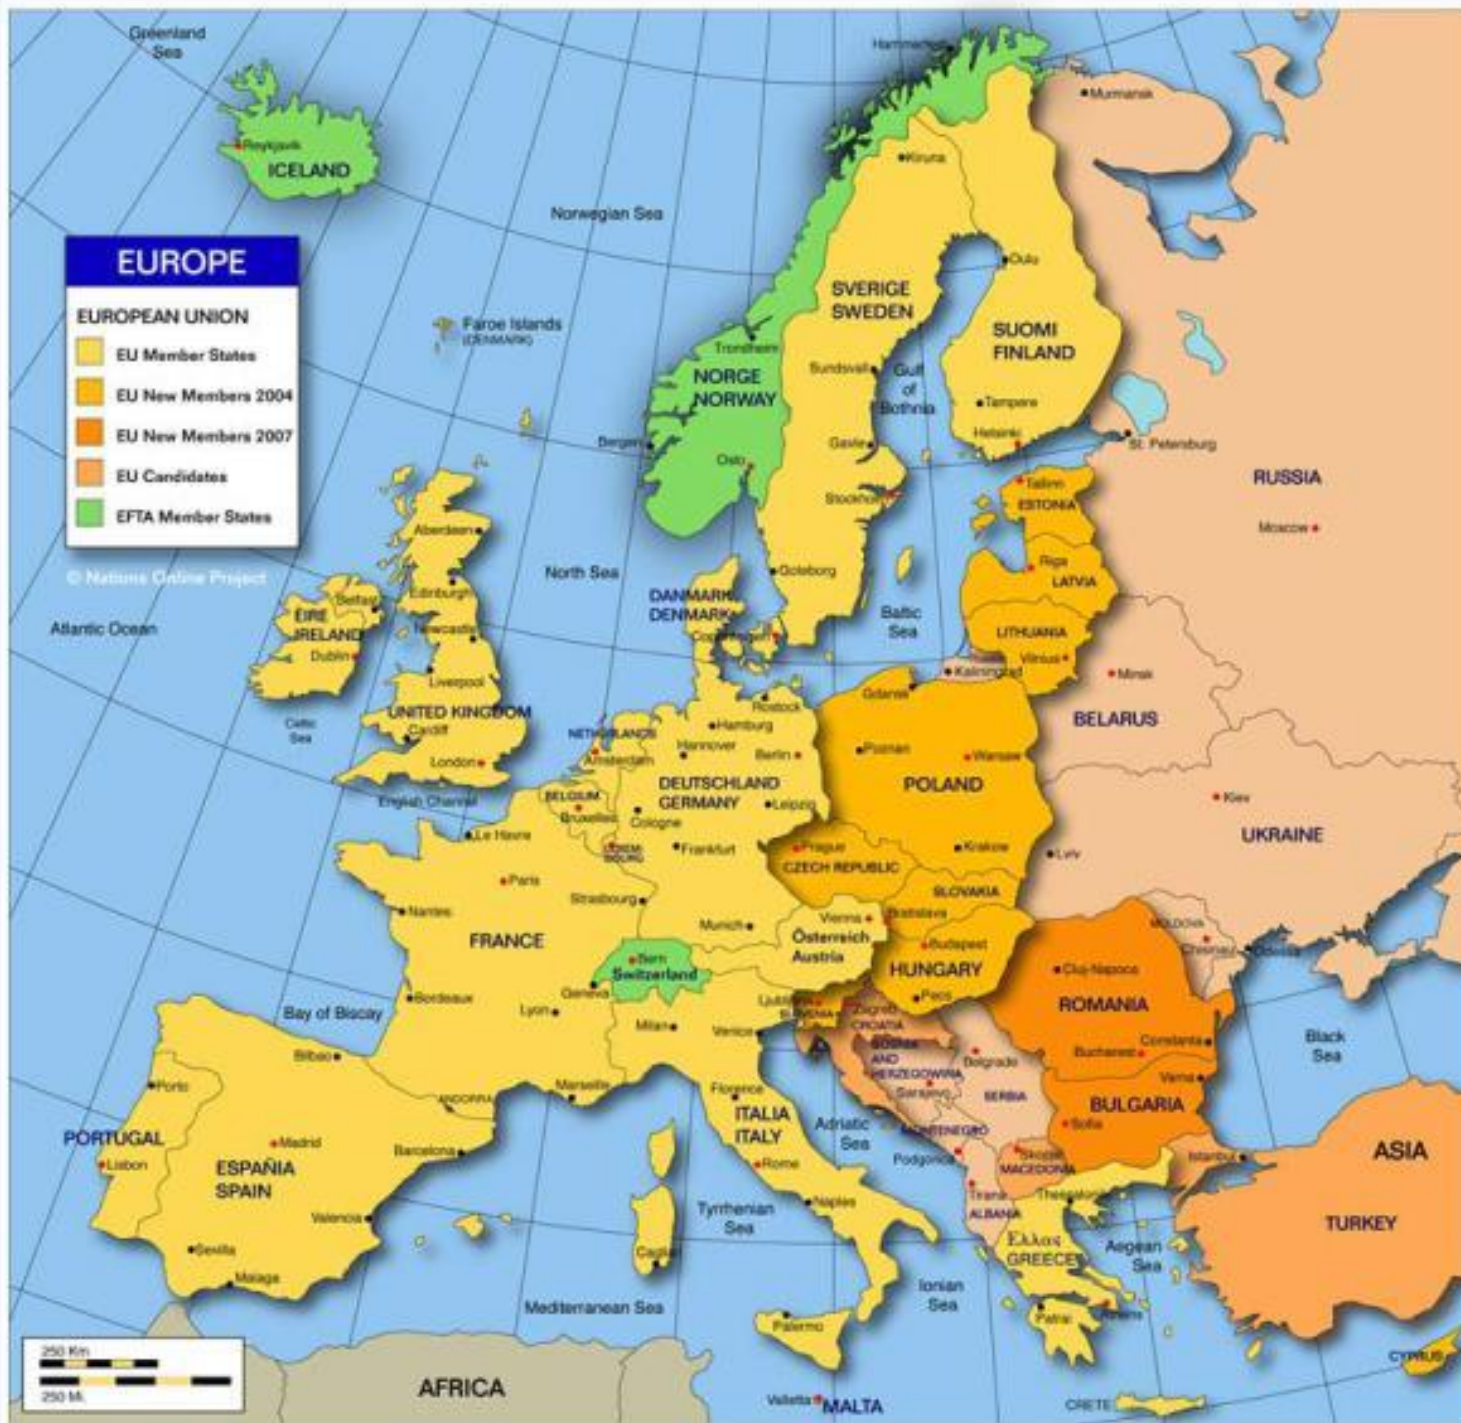 Greenland
Sea
Hammerfest
Murmansk
Reykjavik
ICELAND
Kiruna
Norwegian Sea
EUROPE
EUROPEAN UNION
EU Member States
EU New Members 2004
EU New Members 2007
EU Candidates
EFTA Member States
© Nations Online Project
Oulu
SVERIGE
SWEDEN
SUOMI
FINLAND
Faroe Islands
(DENMARK)
Trondheim
NORGE
NORWAY
Sundsvall
Gulf
of
Bothnia
Tampere
Helsinki
Bergen
Oslo
Gavle
St. Petersburg
Stockholm
Tallinn
ESTONIA
RUSSIA
Moscow
Aberdeen
North Sea
Goteborg
Riga
LATVIA
Edinburgh
Belfast
EIRE
IRELAND
Newcastle
Dublin
DANMARK
DENMARK
Copenhagen
Baltic
Sea
LITHUANIA
Vilnius
Atlantic Ocean
Kaliningrad
Minsk
Liverpool
Gdansk
BELARUS
Celtic
Sea
UNITED KINGDOM
Cardiff
London
Rostock
Hamburg
NETHERLANDS
Amsterdam
Hannover
Berlin
Poznan
Warsaw
POLAND
DEUTSCHLAND
GERMANY
Leipzig
English Channel
BELGIUM
Bruxelles
Cologne
Kiev
UKRAINE
Le Havre
LUXEM-
BOURG
Frankfurt
Prague
CZECH REPUBLIC
Krakow
Lviv
Paris
Strasbourg
SLOVAKIA
Nantes
Munich
Vienna
Bratislava
Österreich
Austria
FRANCE
Bern
Switzerland
Geneva
Budapest
HUNGARY
Pecs
MOLDOVA
Chisinau
Odessa
Cluj-Napoca
ROMANIA
Bordeaux
Lyon
Milan
Venice
Ljubljana
SLOVENIA
Zagreb
CROATIA
Bay of Biscay
Bilbao
BOSNIA
AND
HERZEGOWINA
Sarajevo
Belgrade
SERBIA
Constanta
Bucharest
Black
Sea
Varna
BULGARIA
Sofia
Porto
Marseille
Florence
ITALIA
ITALY
ANDORRA
Adriatic
Sea
MONTENEGRO
Podgorica
PORTUGAL
Lisbon
Madrid
Barcelona
ESPAÑIA
SPAIN
Rome
Skopje
MACEDONIA
Istanbul
ASIA
Tirana
ALBANIA
Thessaloniki
Valencia
Naples
Tyrrhenian
Sea
TURKEY
Sevilla
Malaga
Cagliari
Ελλας
GREECE
Aegean
Sea
Ionian
Sea
Mediterranean Sea
Palermo
Patrai
Athens
250 Km
250 Mi.
AFRICA
Valletta
MALTA
CRETE
CYPRUS